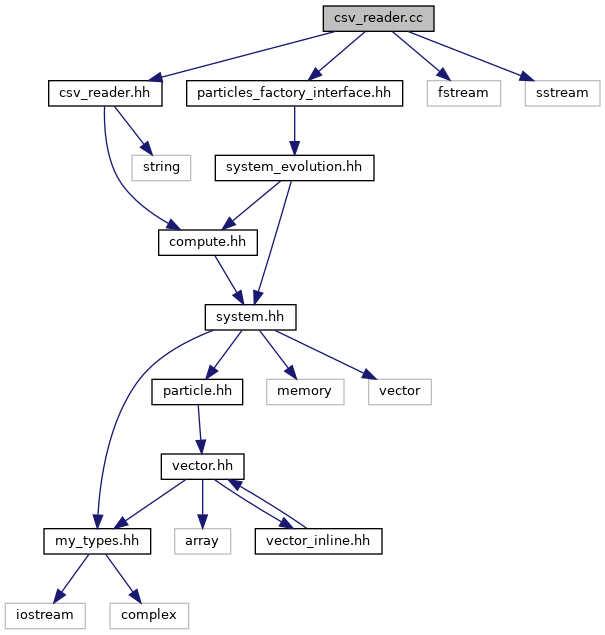 csv_reader.cc
csv_reader.hh
particles_factory_interface.hh
fstream
sstream
string
system_evolution.hh
compute.hh
system.hh
particle.hh
memory
vector
vector.hh
my_types.hh
array
vector_inline.hh
iostream
complex